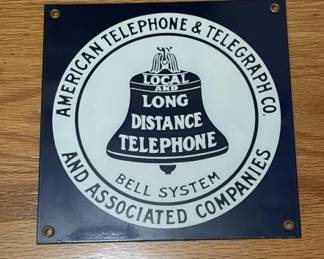 AMERICAN TELEPHONE & TELEGRAPH CO.
LOCAL
AND
LONG
DISTANCE
TELEPHONE
BELL SYSTEM
AND ASSOCIATED COMPANIES